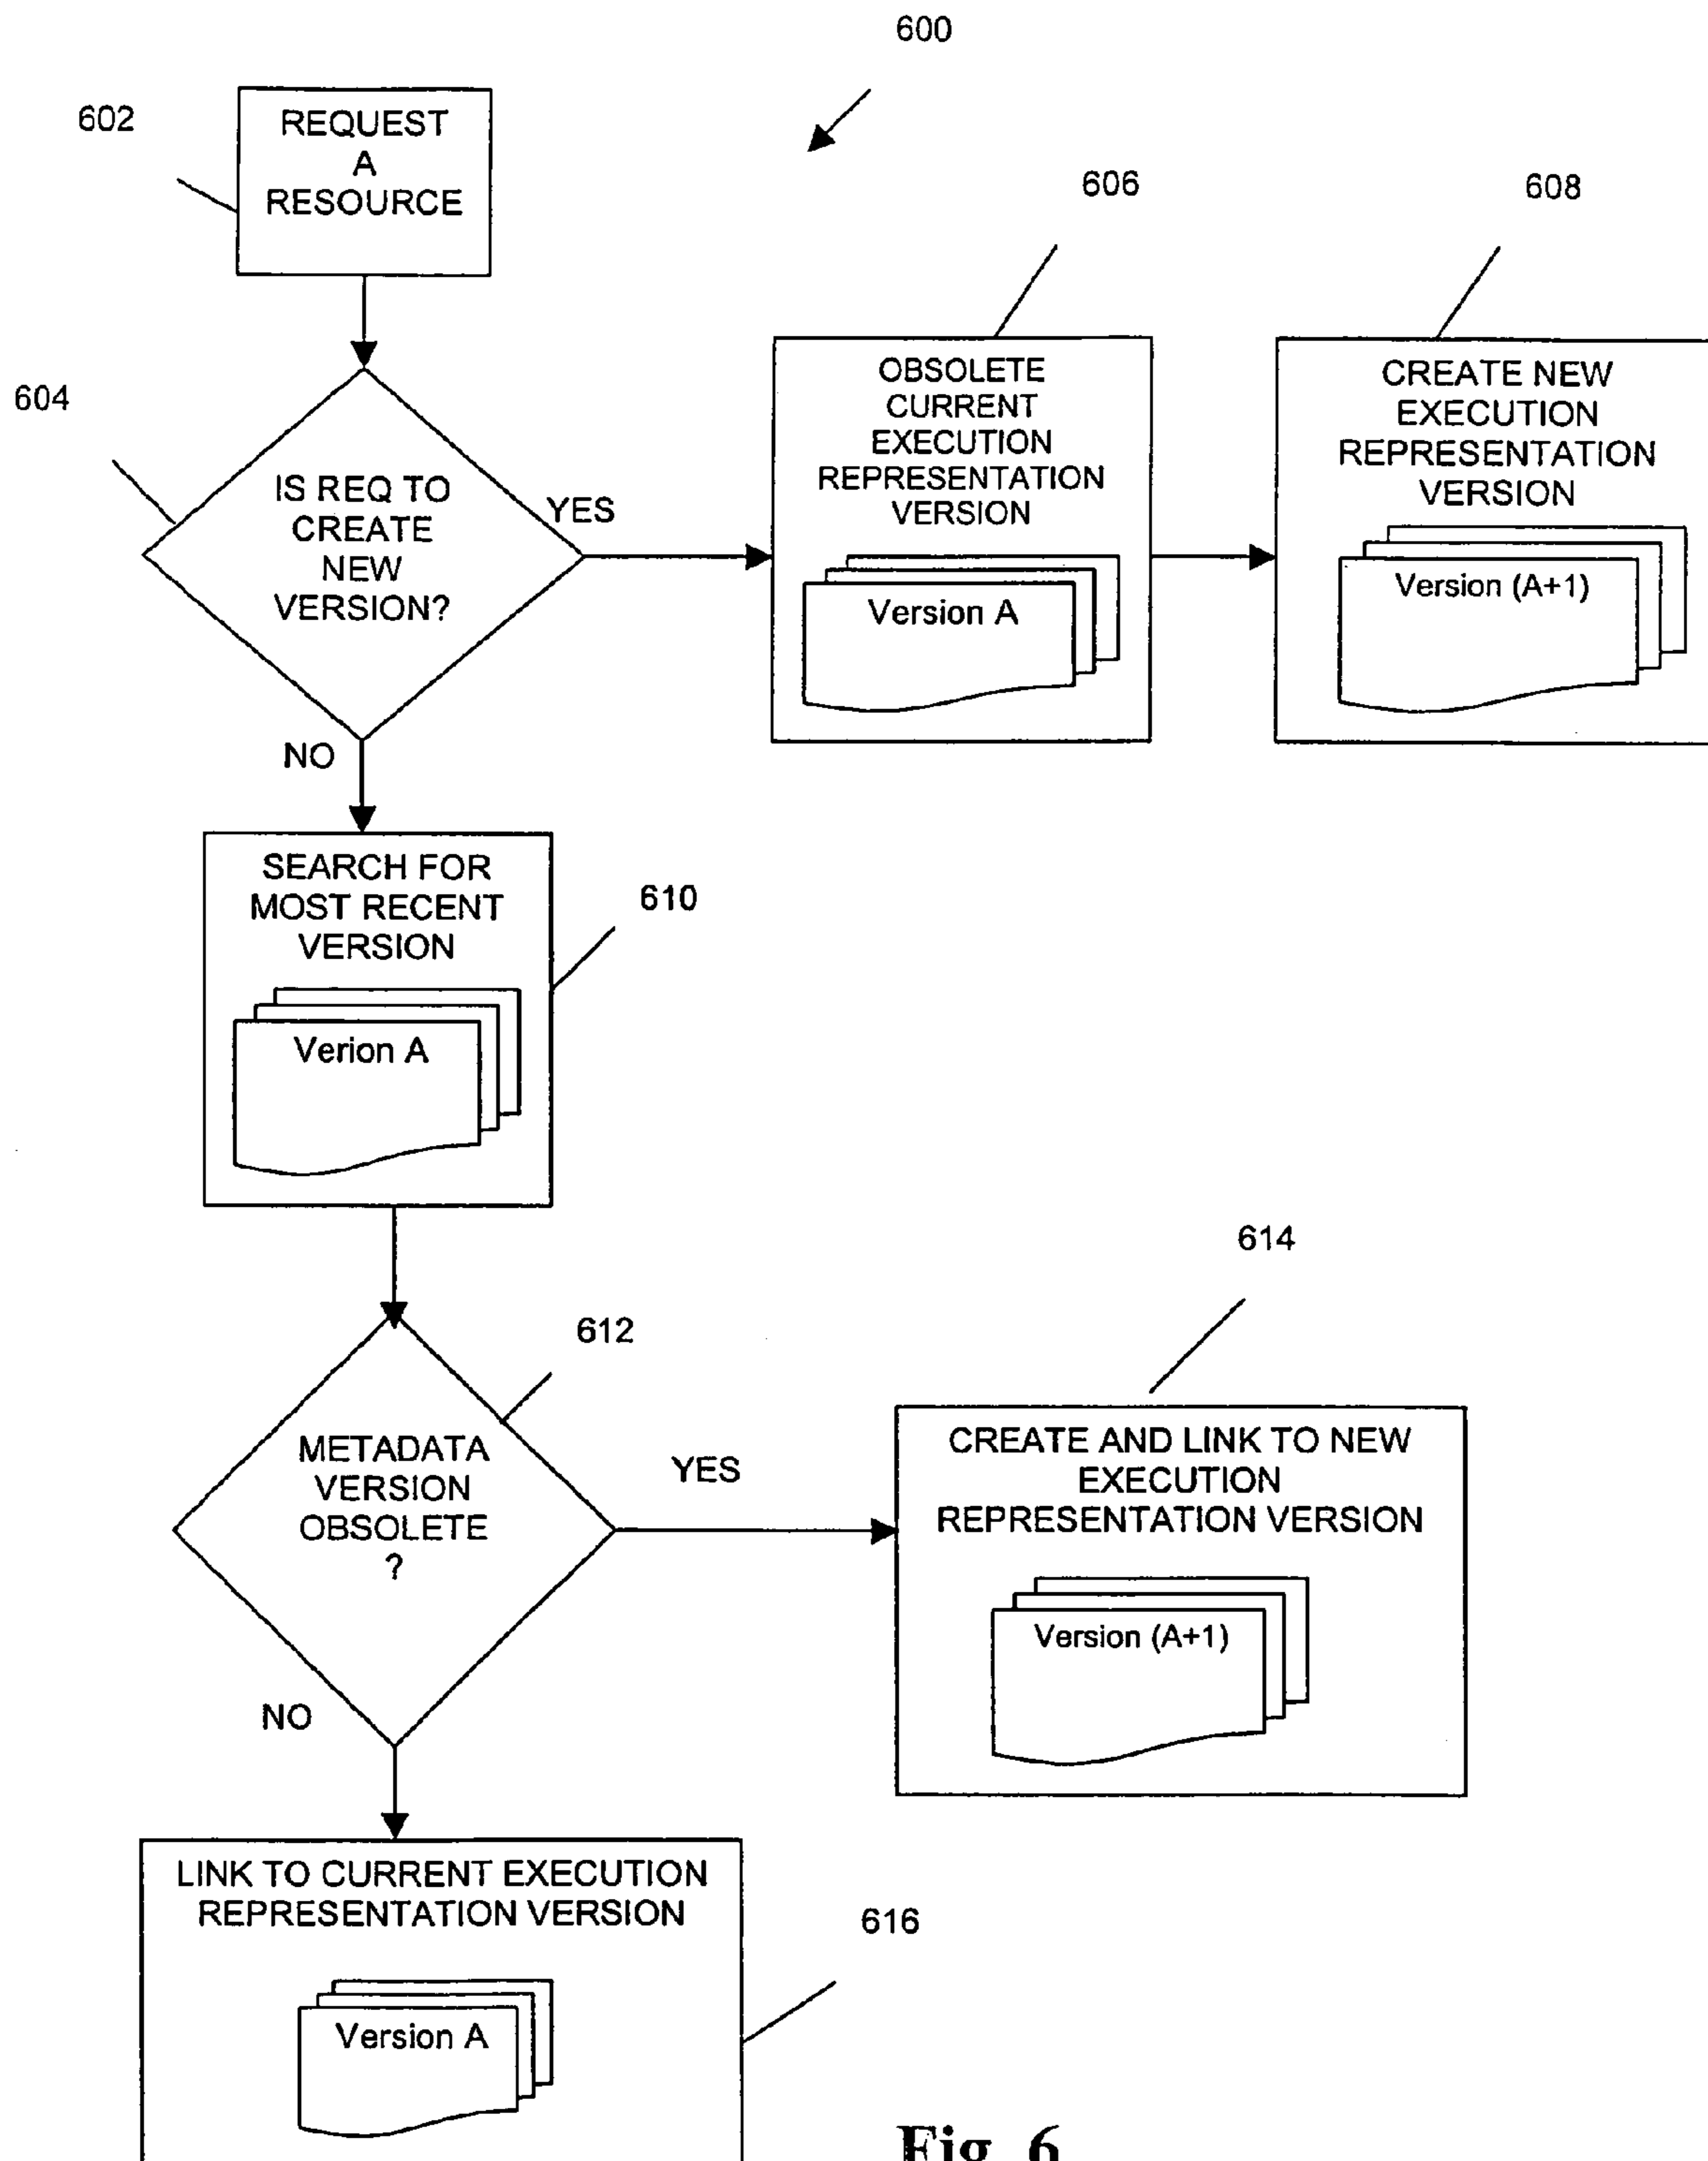 600
602
REQUEST
A
RESOURCE
606
608
604
IS REQ TO
CREATE
NEW
VERSION?
YES
OBSOLETE
CURRENT
EXECUTION
REPRESENTATION
VERSION
Version A
CREATE NEW
EXECUTION
REPRESENTATION
VERSION
Version (A+1)
NO
SEARCH FOR
MOST RECENT
VERSION
Verion A
610
612
METADATA
VERSION
OBSOLETE
?
YES
614
CREATE AND LINK TO NEW
EXECUTION
REPRESENTATION VERSION
Version (A+1)
NO
LINK TO CURRENT EXECUTION
REPRESENTATION VERSION
Version A
616
Fig. 6